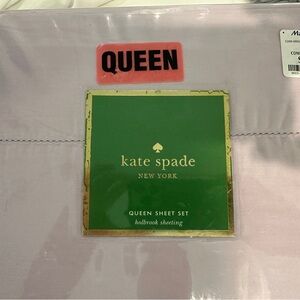 QUEEN
kate spade
NEW YORK
QUEEN SHEET SET
holbrook sheeting